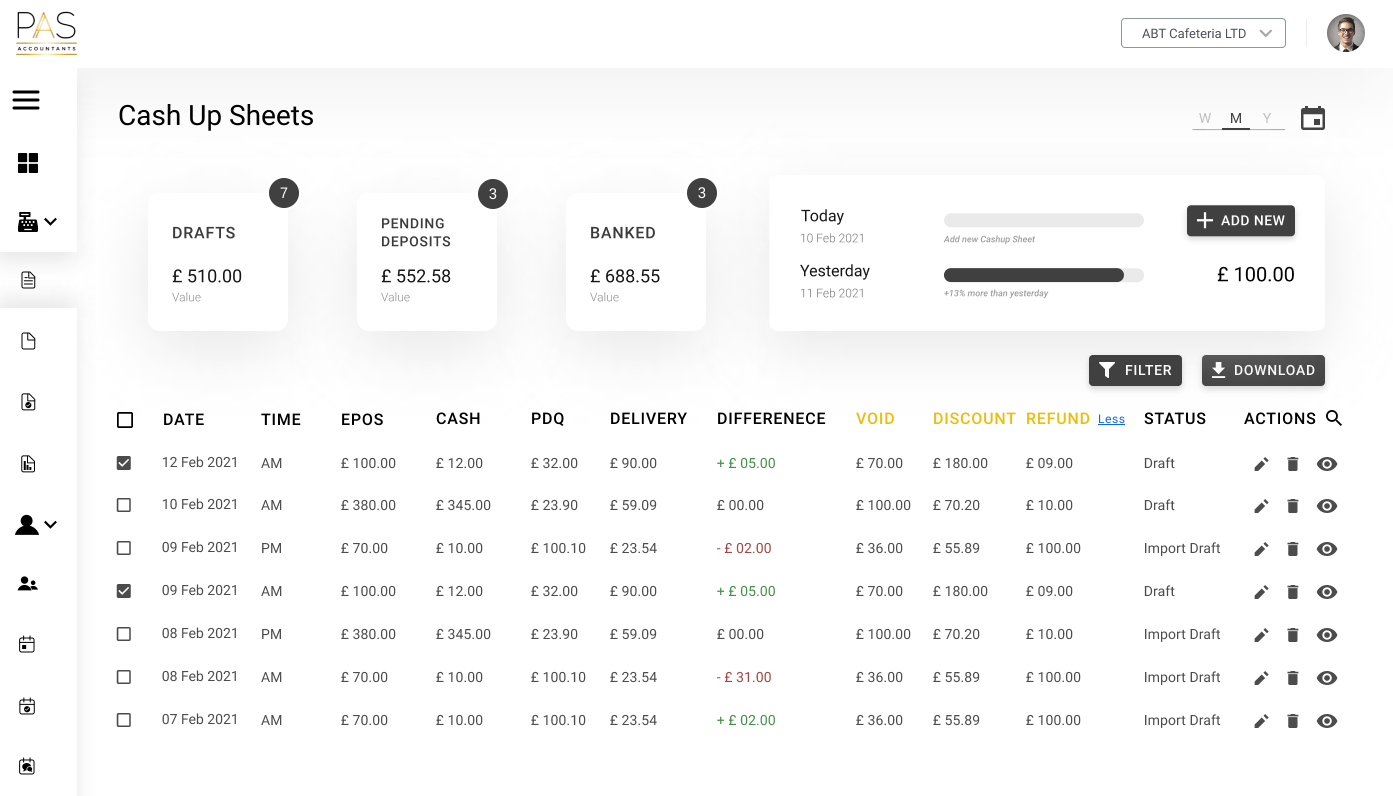 PAS
ACCOUNTANTS
ABT Cafeteria LTD
Cash Up Sheets
W M Y
7
DRAFTS
£ 510.00
Value
3
PENDING
DEPOSITS
£ 552.58
Value
3
BANKED
£ 688.55
Value
Today
10 Feb 2021
Add new Cashup Sheet
ADD NEW
Yesterday
11 Feb 2021
+13% more than yesterday
£ 100.00
FILTER
DOWNLOAD
DATE TIME EPOS CASH PDQ DELIVERY DIFFERENECE VOID DISCOUNT REFUND Less STATUS ACTIONS
12 Feb 2021 AM £ 100.00 £ 12.00 £ 32.00 £ 90.00 + £ 05.00 £ 70.00 £ 180.00 £ 09.00 Draft
10 Feb 2021 AM £ 380.00 £ 345.00 £ 23.90 £ 59.09 £ 00.00 £ 100.00 £ 70.20 £ 10.00 Draft
09 Feb 2021 PM £ 70.00 £ 10.00 £ 100.10 £ 23.54 - £ 02.00 £ 36.00 £ 55.89 £ 100.00 Import Draft
09 Feb 2021 AM £ 100.00 £ 12.00 £ 32.00 £ 90.00 + £ 05.00 £ 70.00 £ 180.00 £ 09.00 Draft
08 Feb 2021 PM £ 380.00 £ 345.00 £ 23.90 £ 59.09 £ 00.00 £ 100.00 £ 70.20 £ 10.00 Import Draft
08 Feb 2021 AM £ 70.00 £ 10.00 £ 100.10 £ 23.54 - £ 31.00 £ 36.00 £ 55.89 £ 100.00 Import Draft
07 Feb 2021 AM £ 70.00 £ 10.00 £ 100.10 £ 23.54 + £ 02.00 £ 36.00 £ 55.89 £ 100.00 Import Draft